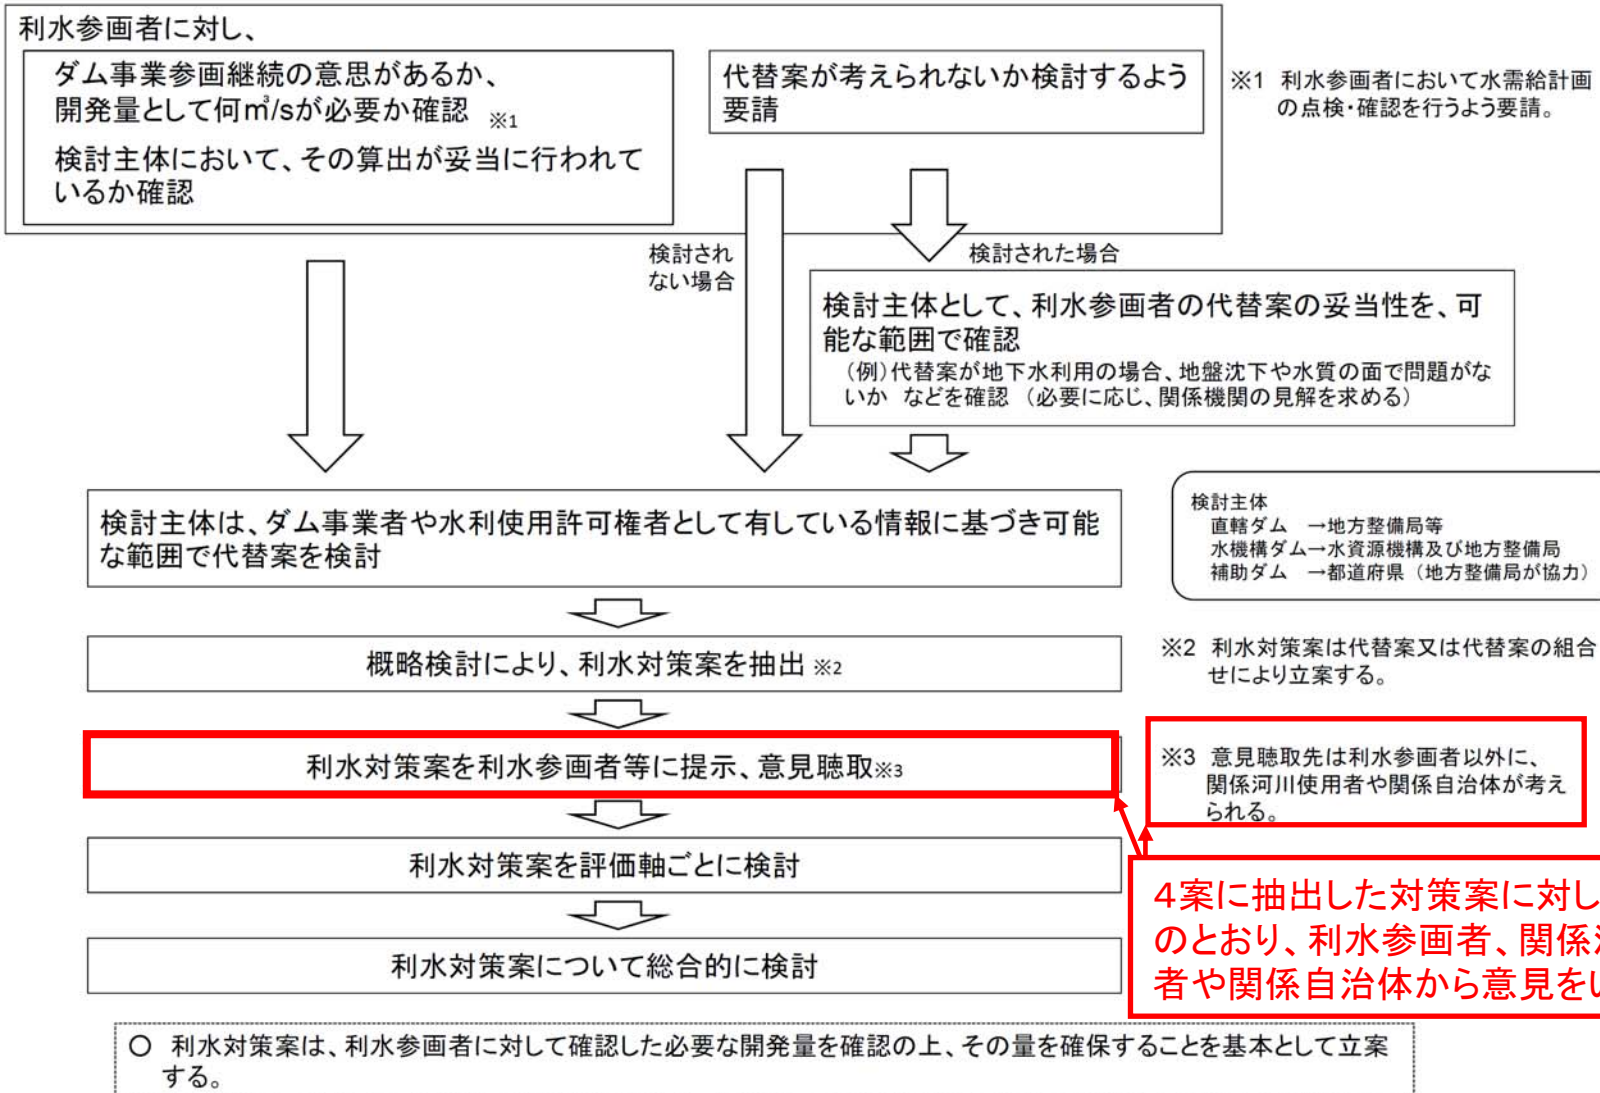 利水参画者に対し、
ダム事業参画継続の意思があるか、
開発量として何㎥/sが必要か確認 ※1
検討主体において、その算出が妥当に行われて
いるか確認
代替案が考えられないか検討するよう
要請
※1 利水参画者において水需給計画
の点検・確認を行うよう要請。
検討され
ない場合
検討された場合
検討主体として、利水参画者の代替案の妥当性を、可
能な範囲で確認
（例）代替案が地下水利用の場合、地盤沈下や水質の面で問題がな
いか などを確認 （必要に応じ、関係機関の見解を求める）
検討主体は、ダム事業者や水利使用許可権者として有している情報に基づき可能
な範囲で代替案を検討
検討主体
直轄ダム →地方整備局等
水機構ダム→水資源機構及び地方整備局
補助ダム →都道府県（地方整備局が協力）
概略検討により、利水対策案を抽出 ※2
※2 利水対策案は代替案又は代替案の組合
せにより立案する。
利水対策案を利水参画者等に提示、意見聴取※3
※3 意見聴取先は利水参画者以外に、
関係河川使用者や関係自治体が考え
られる。
利水対策案を評価軸ごとに検討
4案に抽出した対策案に対し
のとおり、利水参画者、関係
者や関係自治体から意見を
利水対策案について総合的に検討
○ 利水対策案は、利水参画者に対して確認した必要な開発量を確認の上、その量を確保することを基本として立案
する。